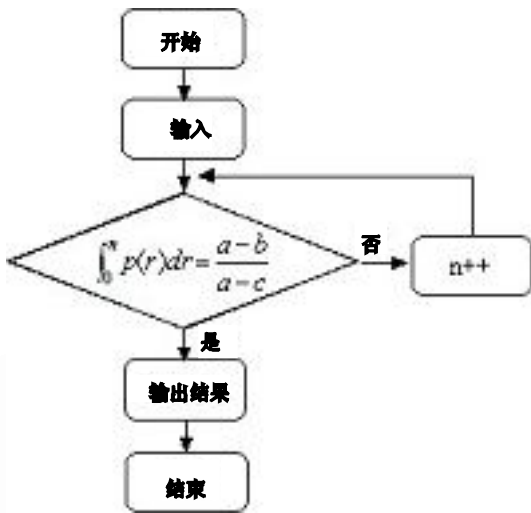 开始
输入
∫₀ⁿ p(r)dr = (a-b)/(a-c)
否
n++
是
输出结果
结束